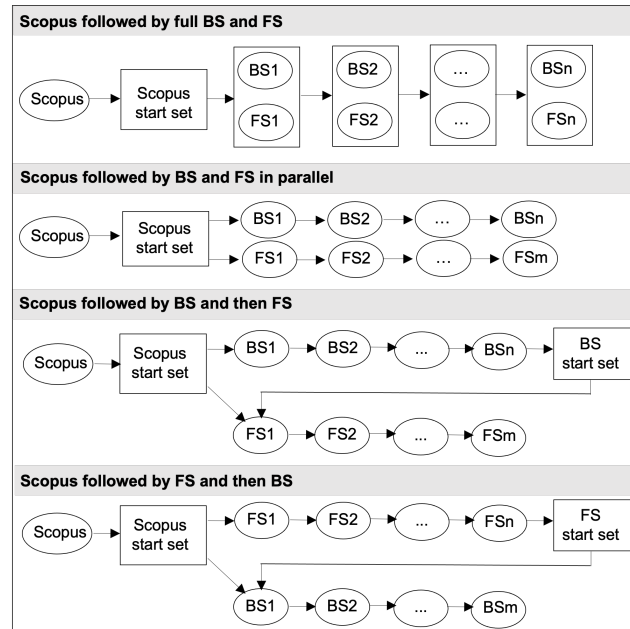 Scopus followed by full BS and FS
BS1 BS2 … BSn
Scopus
Scopus
start set
FS1 FS2 … FSn
Scopus followed by BS and FS in parallel
BS1 BS2 … BSn
Scopus
Scopus
start set
FS1 FS2 … FSm
Scopus followed by BS and then FS
Scopus
Scopus
start set
BS1 BS2 ... BSn
BS
start set
FS1 FS2 ... FSm
Scopus followed by FS and then BS
Scopus
Scopus
start set
FS1 FS2 ... FSn
FS
start set
BS1 BS2 ... BSm